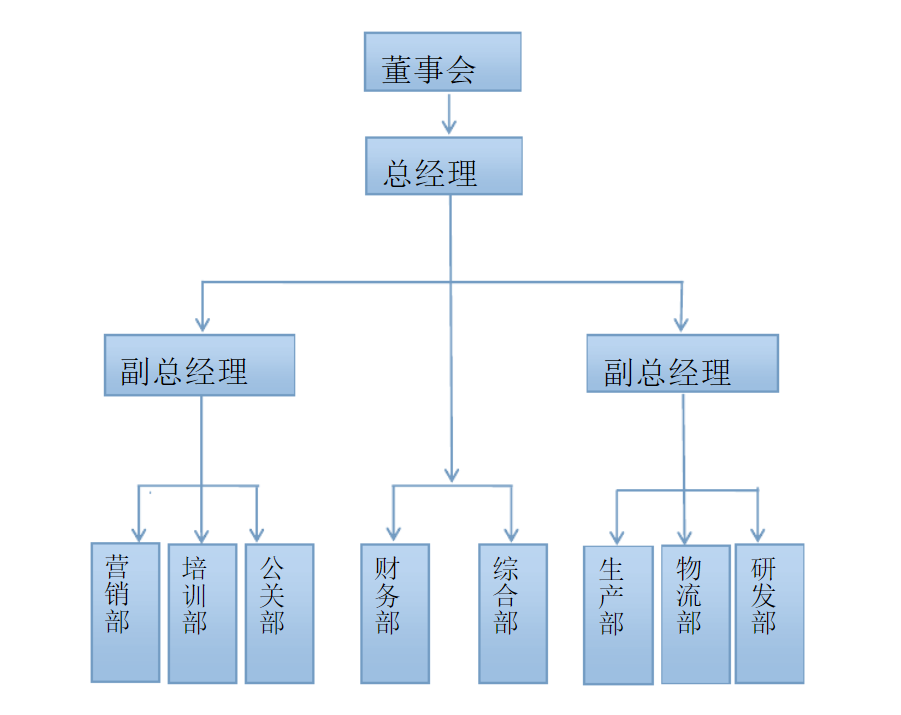 董事会
总经理
副总经理
副总经理
营销部
培训部
公关部
财务部
综合部
生产部
物流部
研发部